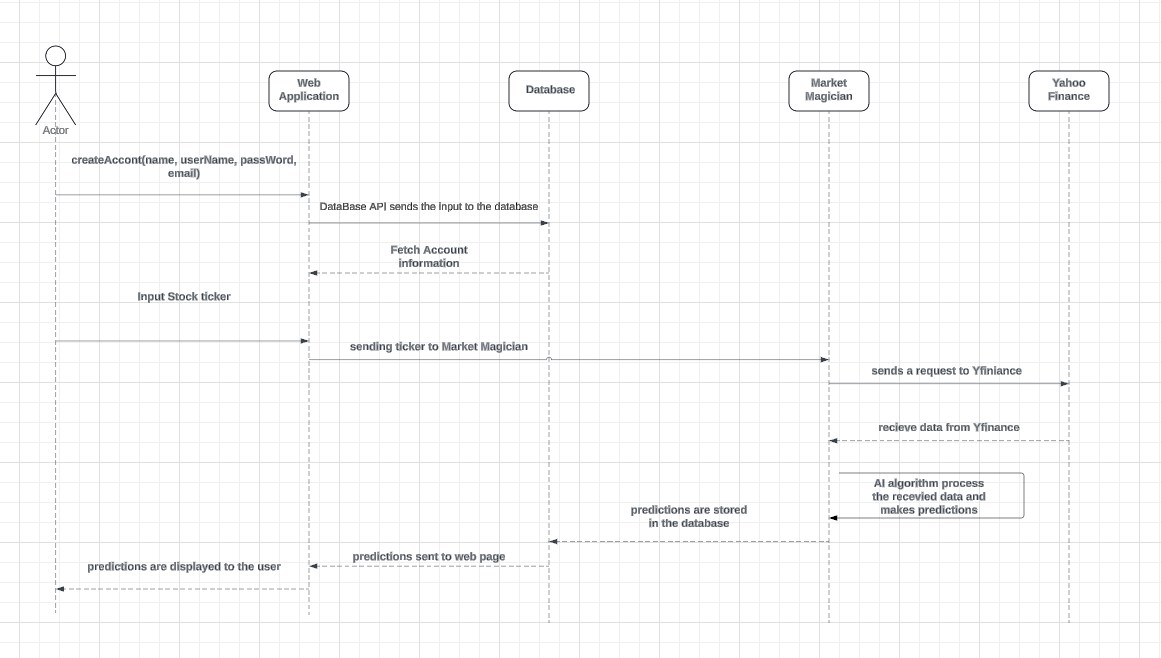 Actor
Web
Application
Database
Market
Magician
Yahoo
Finance
createAccont(name, userName, passWord,
email)
DataBase API sends the input to the database
Fetch Account
information
Input Stock ticker
sending ticker to Market Magician
sends a request to Yfiniance
recieve data from Yfinance
AI algorithm process
the recevied data and
makes predictions
predictions are stored
in the database
predictions sent to web page
predictions are displayed to the user